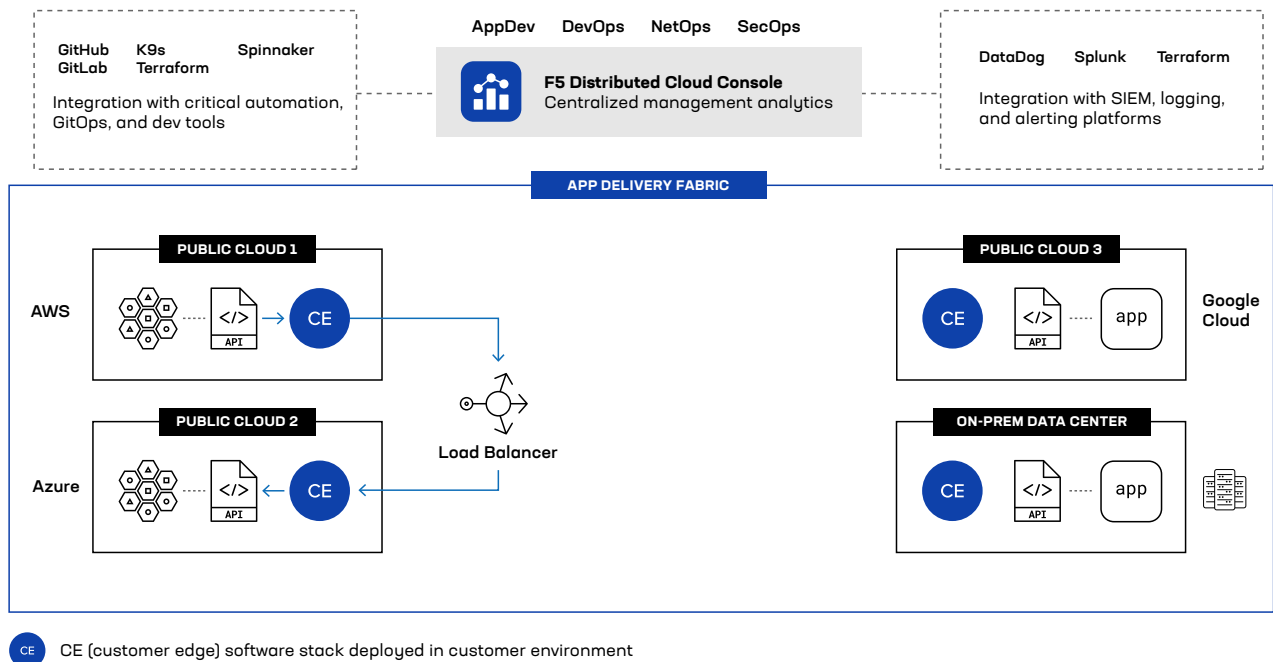 AppDev DevOps NetOps SecOps
GitHub K9s Spinnaker
GitLab Terraform
Integration with critical automation,
GitOps, and dev tools
F5 Distributed Cloud Console
Centralized management analytics
DataDog Splunk Terraform
Integration with SIEM, logging,
and alerting platforms
APP DELIVERY FABRIC
PUBLIC CLOUD 1
AWS
</>
API
CE
PUBLIC CLOUD 3
CE
</>
API
app
Google
Cloud
Load Balancer
PUBLIC CLOUD 2
Azure
</>
API
CE
ON-PREM DATA CENTER
CE
</>
API
app
CE
CE (customer edge) software stack deployed in customer environment